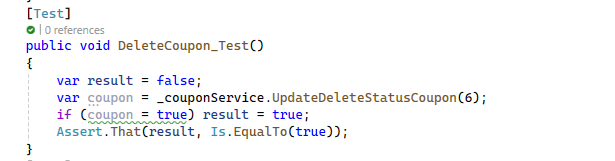 [Test]
| 0 references
public void DeleteCoupon_Test()
{
var result = false;
var coupon = _couponService.UpdateDeleteStatusCoupon(6);
if (coupon = true) result = true;
Assert.That(result, Is.EqualTo(true));
}